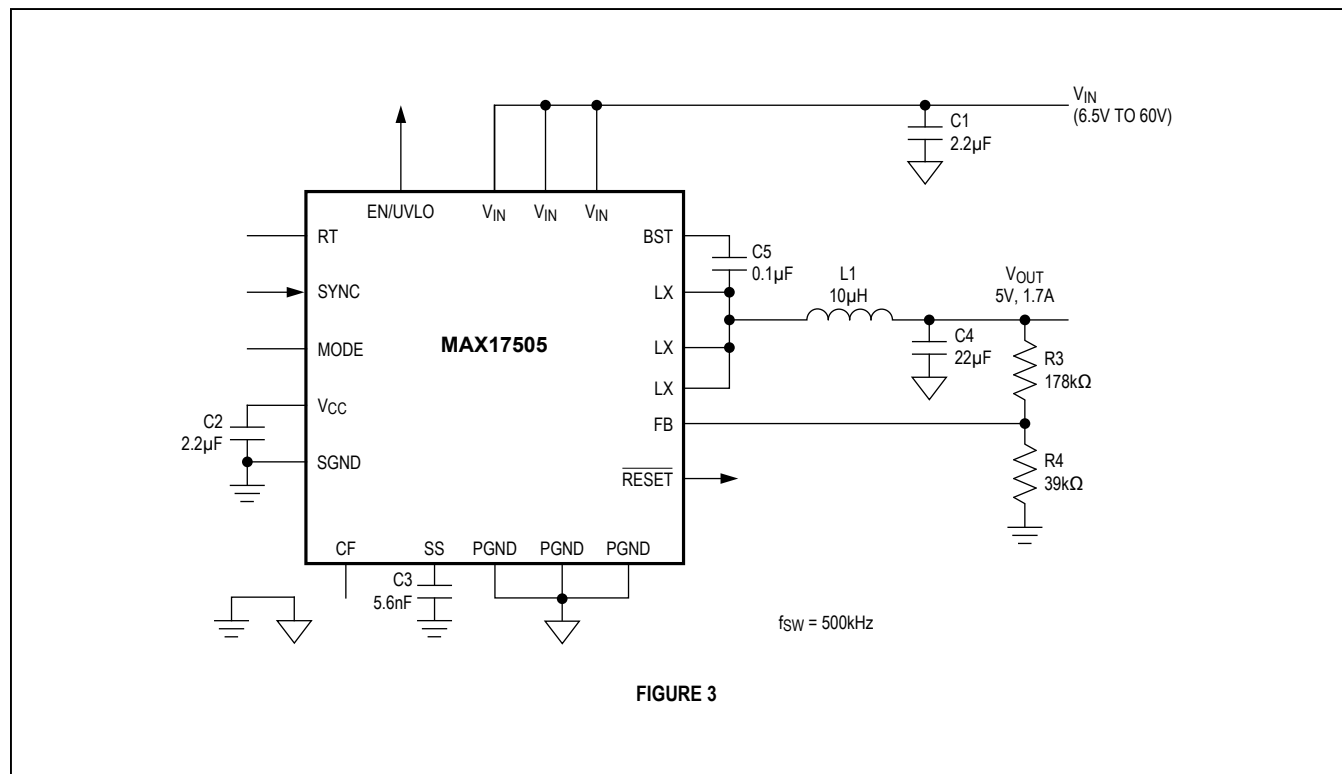 VIN
(6.5V TO 60V)
C1
2.2µF
EN/UVLO
VIN
VIN
VIN
RT
BST
C5
0.1µF
SYNC
LX
L1
10µH
VOUT
5V, 1.7A
MODE
MAX17505
LX
C4
22µF
R3
178kΩ
LX
VCC
C2
2.2µF
FB
SGND
RESET
R4
39kΩ
CF
SS
PGND
PGND
PGND
C3
5.6nF
fSW = 500kHz
FIGURE 3